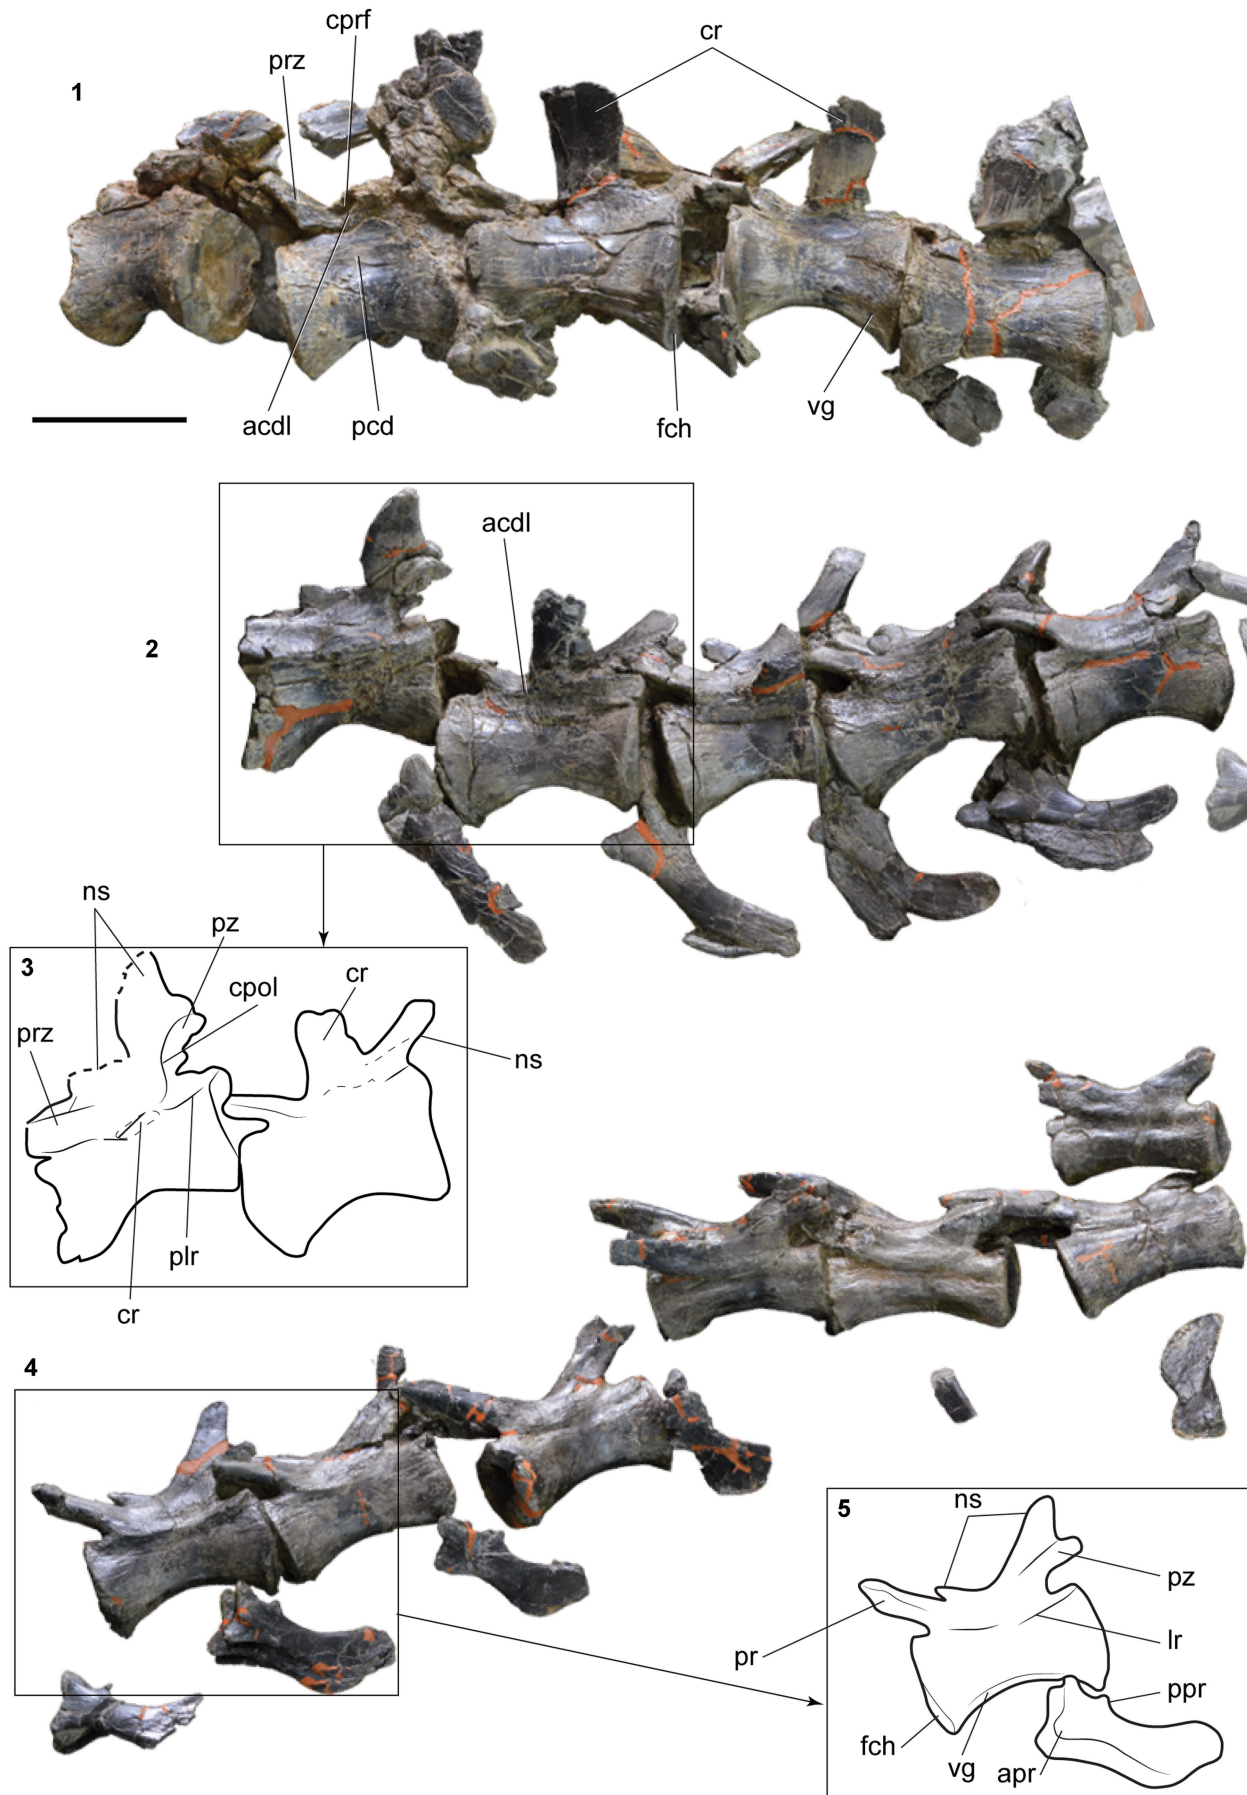 cprf
prz
cr
1
acdl
pcd
fch
vg
acdl
2
ns
pz
3
cpol
cr
prz
ns
plr
cr
4
5
ns
pz
pr
lr
ppr
fch
vg
apr